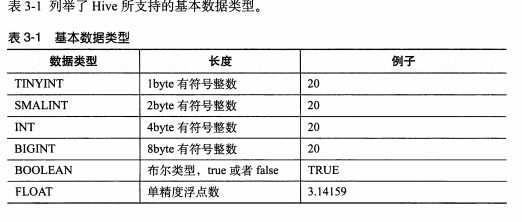 表 3-1 列举了 Hive 所支持的基本数据类型。
表 3-1 基本数据类型
数据类型 长度 例子
TINYINT 1byte 有符号整数 20
SMALINT 2byte 有符号整数 20
INT 4byte 有符号整数 20
BIGINT 8byte 有符号整数 20
BOOLEAN 布尔类型，true 或者 false TRUE
FLOAT 单精度浮点数 3.14159